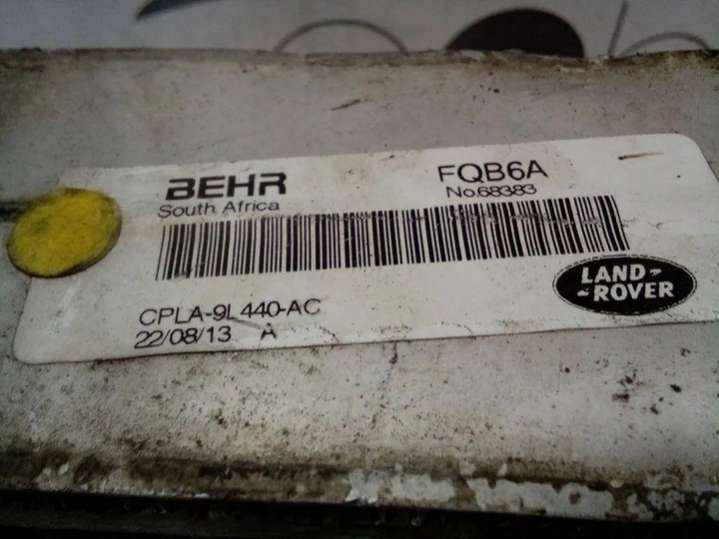 BEHR
South Africa
FQB6A
No.68383
CPLA-9L440-AC
22/08/13 A
LAND
ROVER